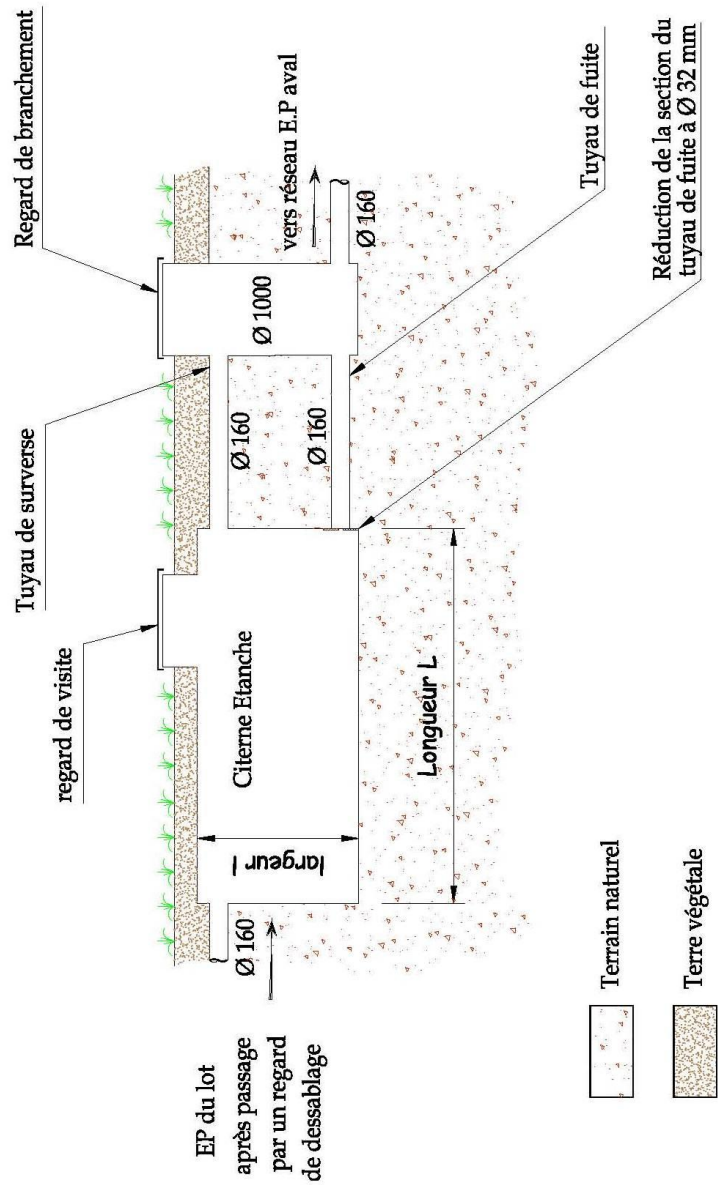 Regard de branchement
Tuyau de surverse
regard de visite
vers réseau E.P aval
Ø 160
Ø 1000
Ø 160
Ø 160
Citerne Etanche
largeur l
Ø 160
EP du lot
après passage
par un regard
de dessablage
Longueur L
Tuyau de fuite
Réduction de la section du
tuyau de fuite à Ø 32 mm
Terrain naturel
Terre végétale